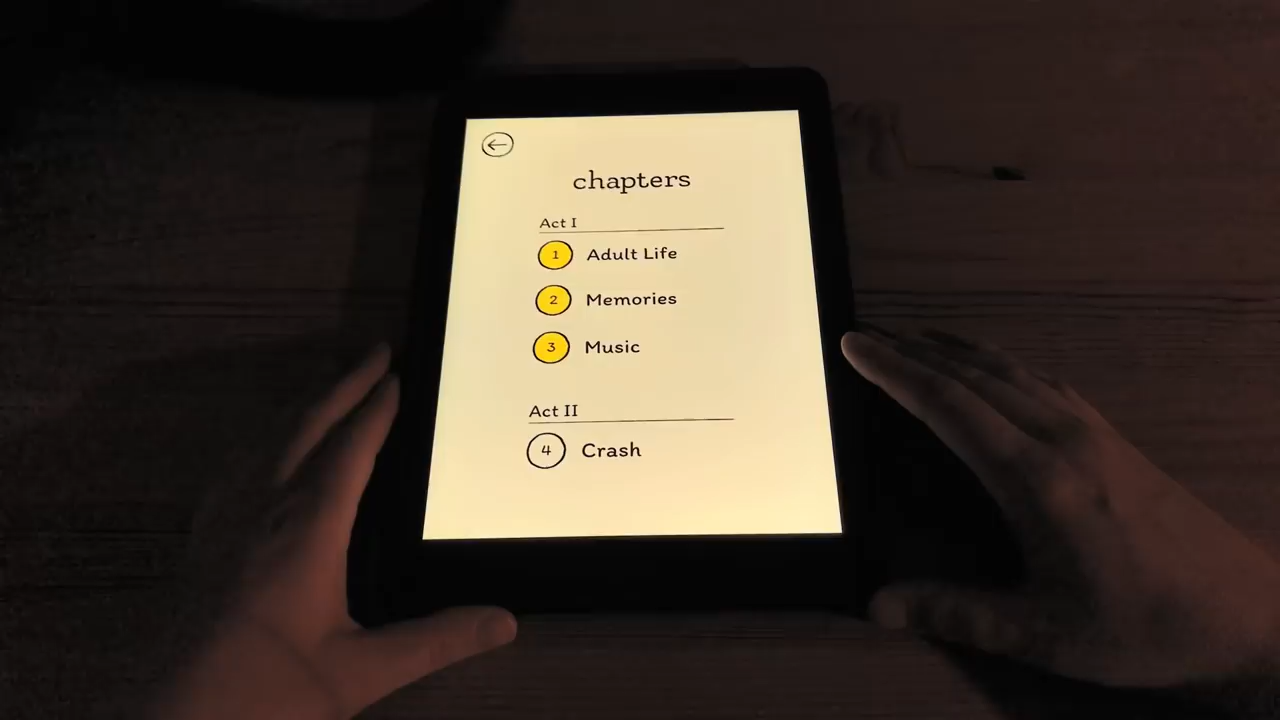 chapters
Act I
1 Adult Life
2 Memories
3 Music
Act II
4 Crash